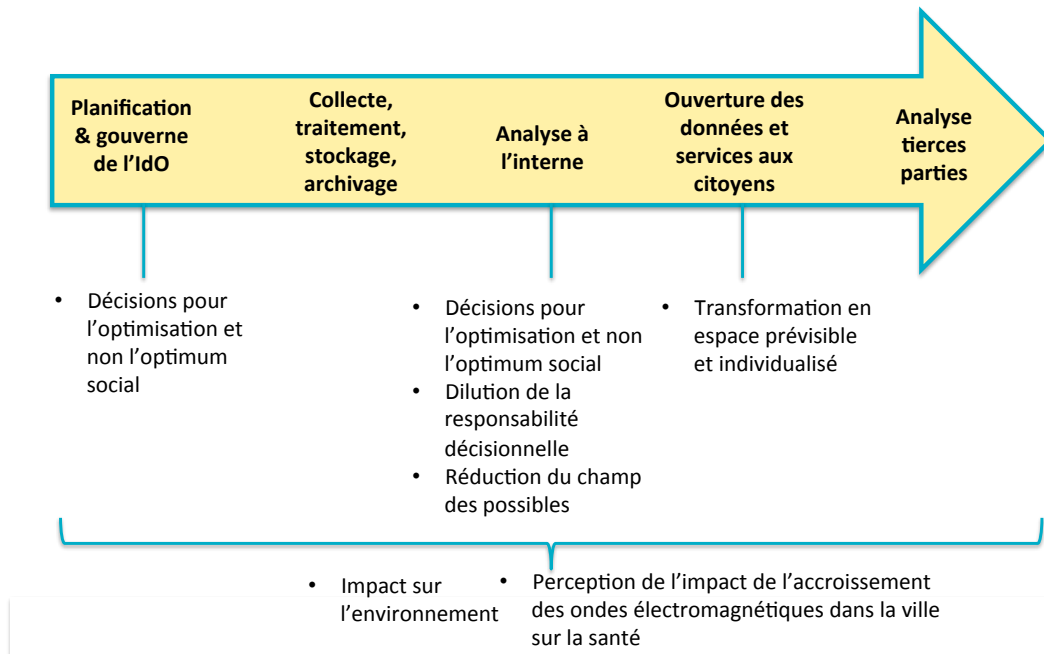 Planification
& gouverne
de l’IdO
Collecte,
traitement,
stockage,
archivage
Analyse à
l’interne
Ouverture des
données et
services aux
citoyens
Analyse
tierces
parties
• Décisions pour
l’optimisation et
non l’optimum
social
• Décisions pour
l’optimisation et non
l’optimum social
• Dilution de la
responsabilité
décisionnelle
• Réduction du champ
des possibles
• Transformation en
espace prévisible
et individualisé
• Impact sur
l’environnement
• Perception de l’impact de l’accroissement
des ondes électromagnétiques dans la ville
sur la santé